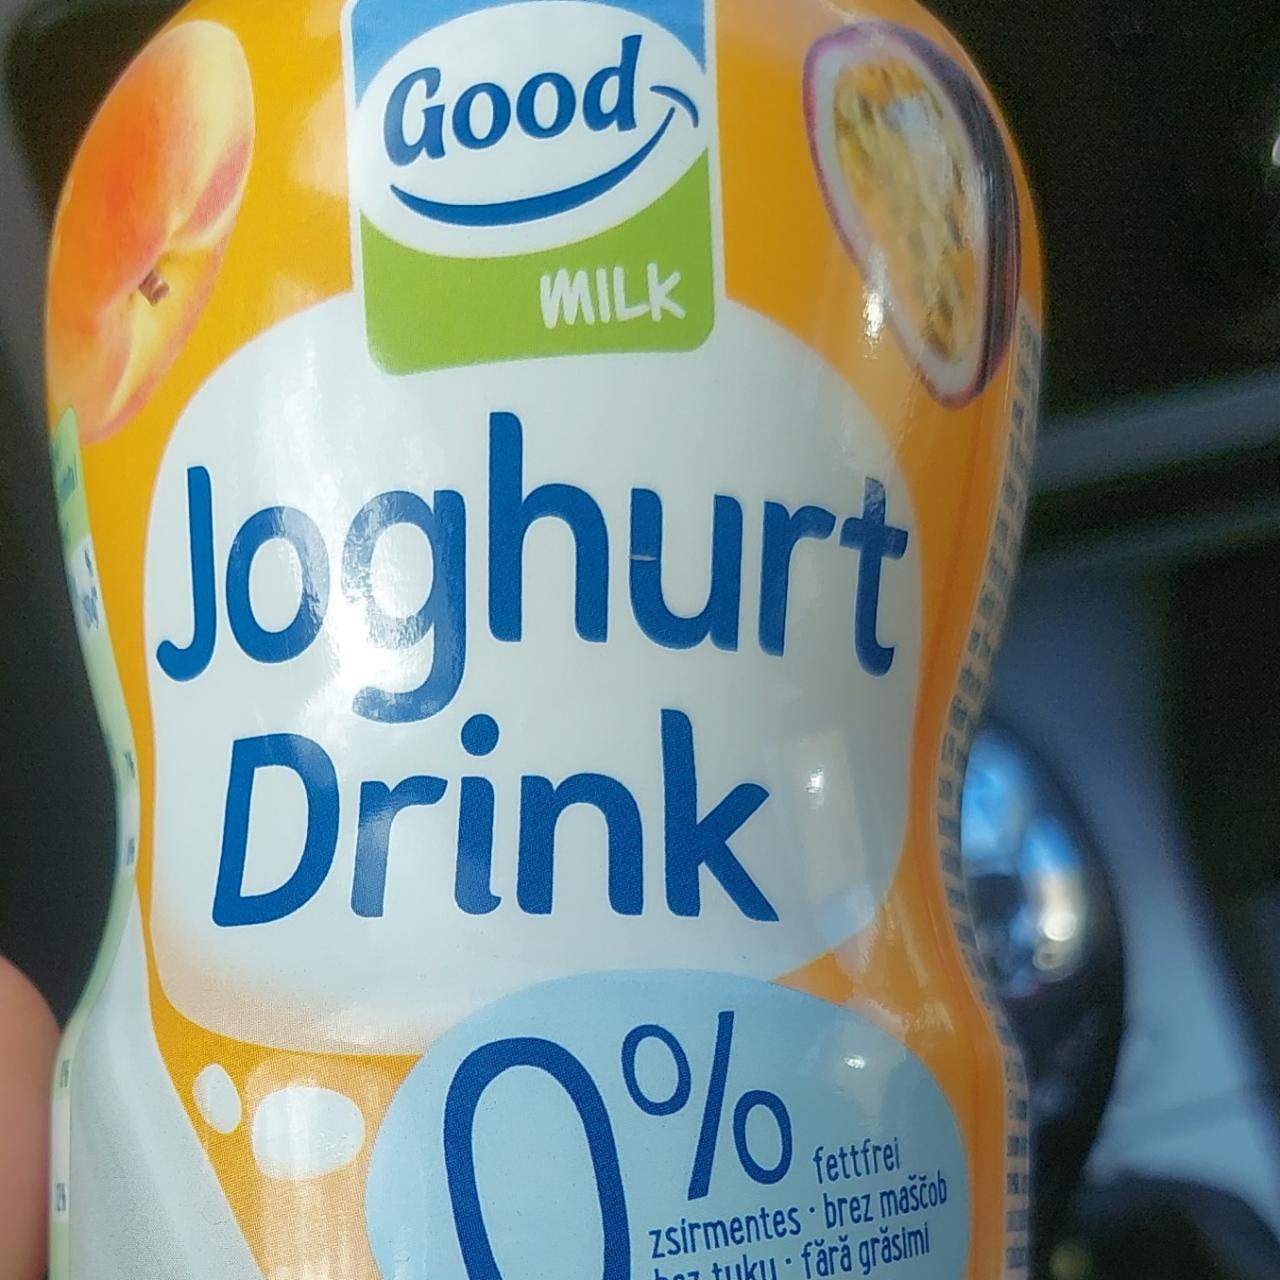 Good
MILK
Joghurt
Drink
0%
fettfrei
zsírmentes · brez maščob
bez tuku · fără grăsimi